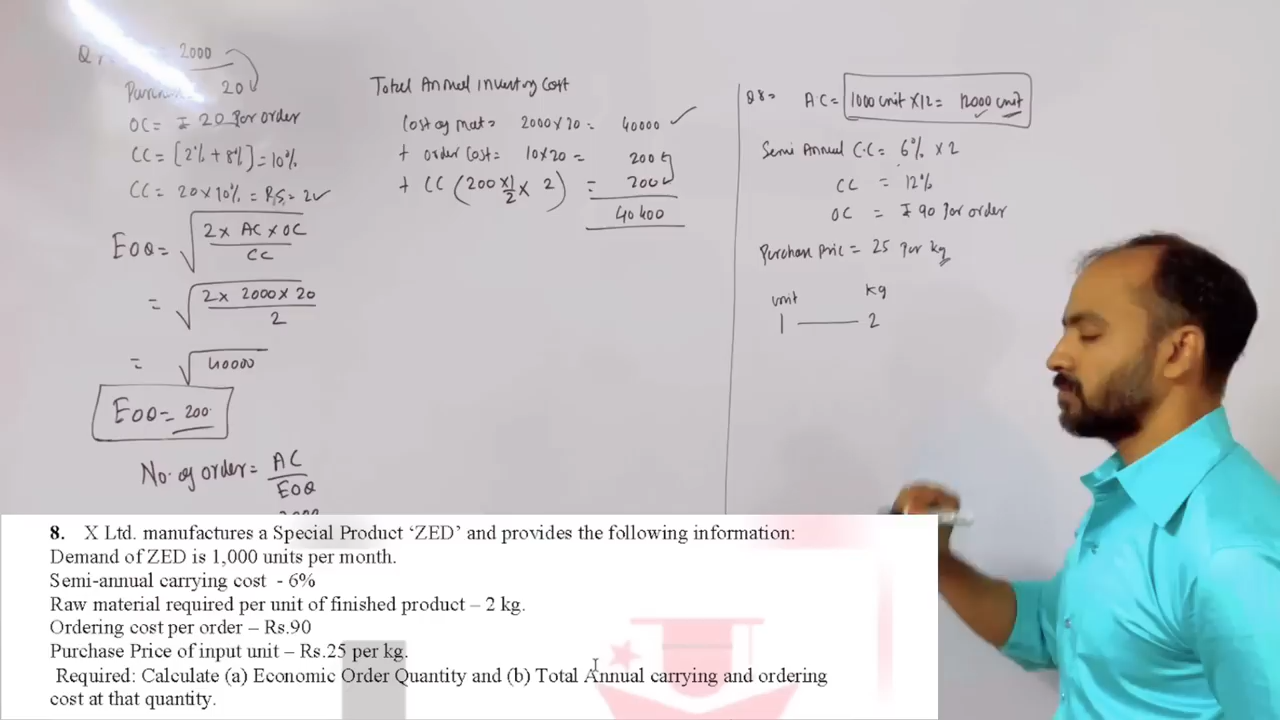 2000
20
OC= ₹ 20 Per order
CC= [2% + 8%] = 10%
CC= 20 x 10% = RS. = 2 ✓
EOQ= √ 2 x AC x OC / CC
= √ 2 x 2000 x 20 / 2
= √ 40000
EOQ= 200
No. of order= AC / EOQ
Total Annual Inventory Cost
Cost of mat= 2000 x 20 = 40000 ✓
+ order cost= 10 x 20 = 200
+ CC (200 x 1/2 x 2) = 200
40400
Q8= AC= 1000 unit x 12= 12000 unit
Semi Annual C.C = 6% x 2
CC = 12%
OC = ₹ 90 Per order
Purchase Price = 25 Per kg
unit kg
1 — 2
8. X Ltd. manufactures a Special Product ‘ZED’ and provides the following information:
Demand of ZED is 1,000 units per month.
Semi-annual carrying cost - 6%
Raw material required per unit of finished product – 2 kg.
Ordering cost per order – Rs.90
Purchase Price of input unit – Rs.25 per kg.
Required: Calculate (a) Economic Order Quantity and (b) Total Annual carrying and ordering
cost at that quantity.